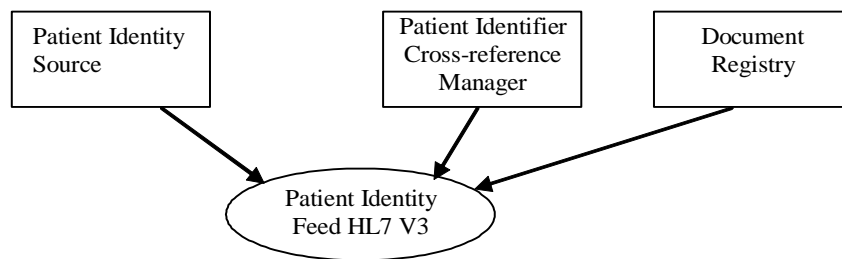 Patient Identity
Source
Patient Identifier
Cross-reference
Manager
Document
Registry
Patient Identity
Feed HL7 V3